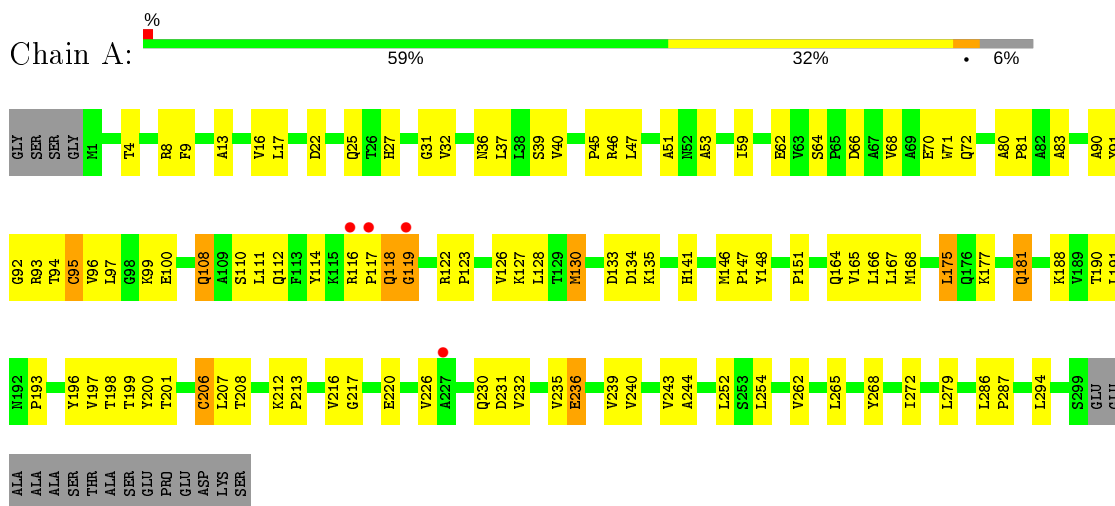 %
Chain A:
59% 32% • 6%
GLY SER SER GLY M1 T4 R8 F9 A13 V16 L17 D22 Q25 T26 H27 G31 V32 N36 L37 L38 S39 V40 P45 R46 L47 A51 N52 A53 I59 E62 V63 S64 P65 D66 A67 V68 A69 E70 W71 Q72 A80 P81 A82 A83 A90
G92 R93 T94 C95 V96 L97 G98 K99 E100 Q108 A109 S110 L111 Q112 F113 Y114 K115 R116 P117 Q118 G119 R122 P123 V126 K127 L128 T129 M130 D133 D134 K135 H141 M146 P147 Y148 P151 Q164 V165 L166 L167 M168 L175 Q176 K177 Q181 K188 V189 T190 L191
N192 P193 Y196 V197 T198 T199 Y200 T201 C206 L207 T208 K212 P213 V216 G217 E220 V226 A227 Q230 D231 V232 V235 E236 V239 V240 V243 A244 L252 S253 L254 V262 L265 Y268 I272 L279 L286 P287 L294 S299 GLU GLU
ALA ALA ALA SER THR ALA SER GLU PRO GLU ASP LYS SER